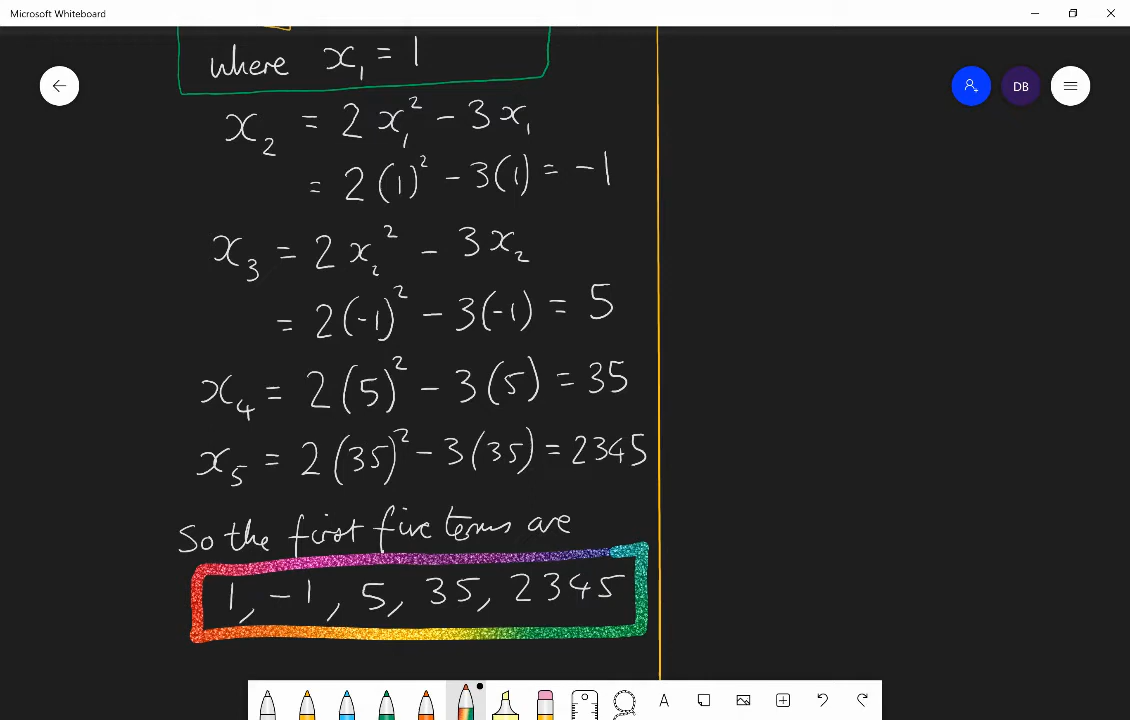 Microsoft Whiteboard
where x₁ = 1
DB
x₂ = 2x₁² − 3x₁
= 2(1)² − 3(1) = −1
x₃ = 2x₂² − 3x₂
= 2(−1)² − 3(−1) = 5
x₄ = 2(5)² − 3(5) = 35
x₅ = 2(35)² − 3(35) = 2345
So the first five terms are
1, −1, 5, 35, 2345
A